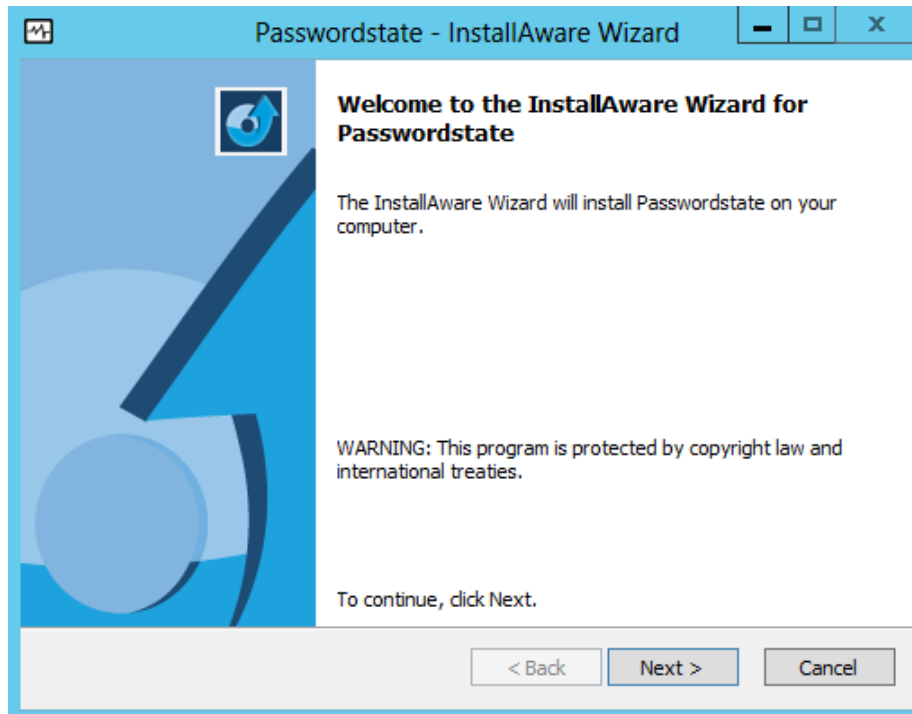 Passwordstate - InstallAware Wizard
Welcome to the InstallAware Wizard for
Passwordstate
The InstallAware Wizard will install Passwordstate on your
computer.
WARNING: This program is protected by copyright law and
international treaties.
To continue, click Next.
< Back
Next >
Cancel